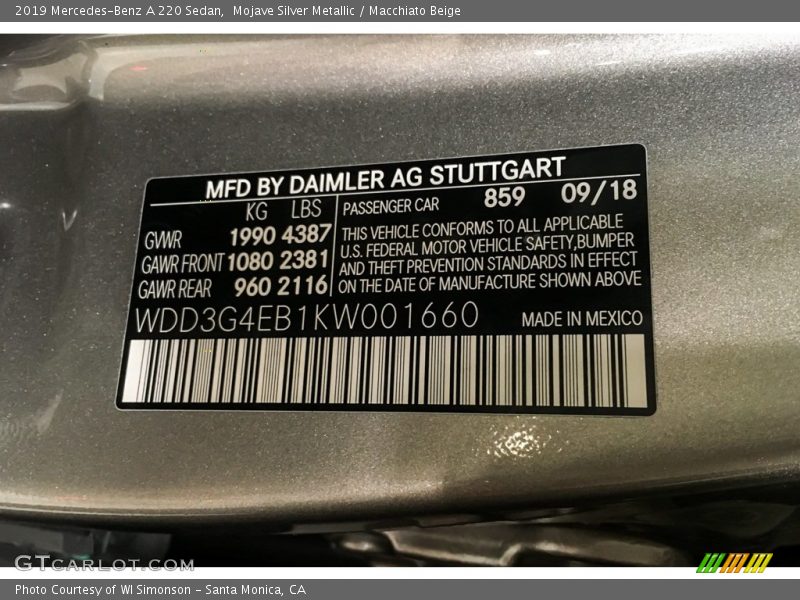 2019 Mercedes-Benz A 220 Sedan,  Mojave Silver Metallic / Macchiato Beige
MFD BY DAIMLER AG STUTTGART
KG LBS
GWR 1990 4387
GAWR FRONT 1080 2381
GAWR REAR 960 2116
PASSENGER CAR 859 09/18
THIS VEHICLE CONFORMS TO ALL APPLICABLE
U.S. FEDERAL MOTOR VEHICLE SAFETY,BUMPER
AND THEFT PREVENTION STANDARDS IN EFFECT
ON THE DATE OF MANUFACTURE SHOWN ABOVE
WDD3G4EB1KW001660 MADE IN MEXICO
GTCARLOT.COM
Photo Courtesy of WI Simonson - Santa Monica, CA